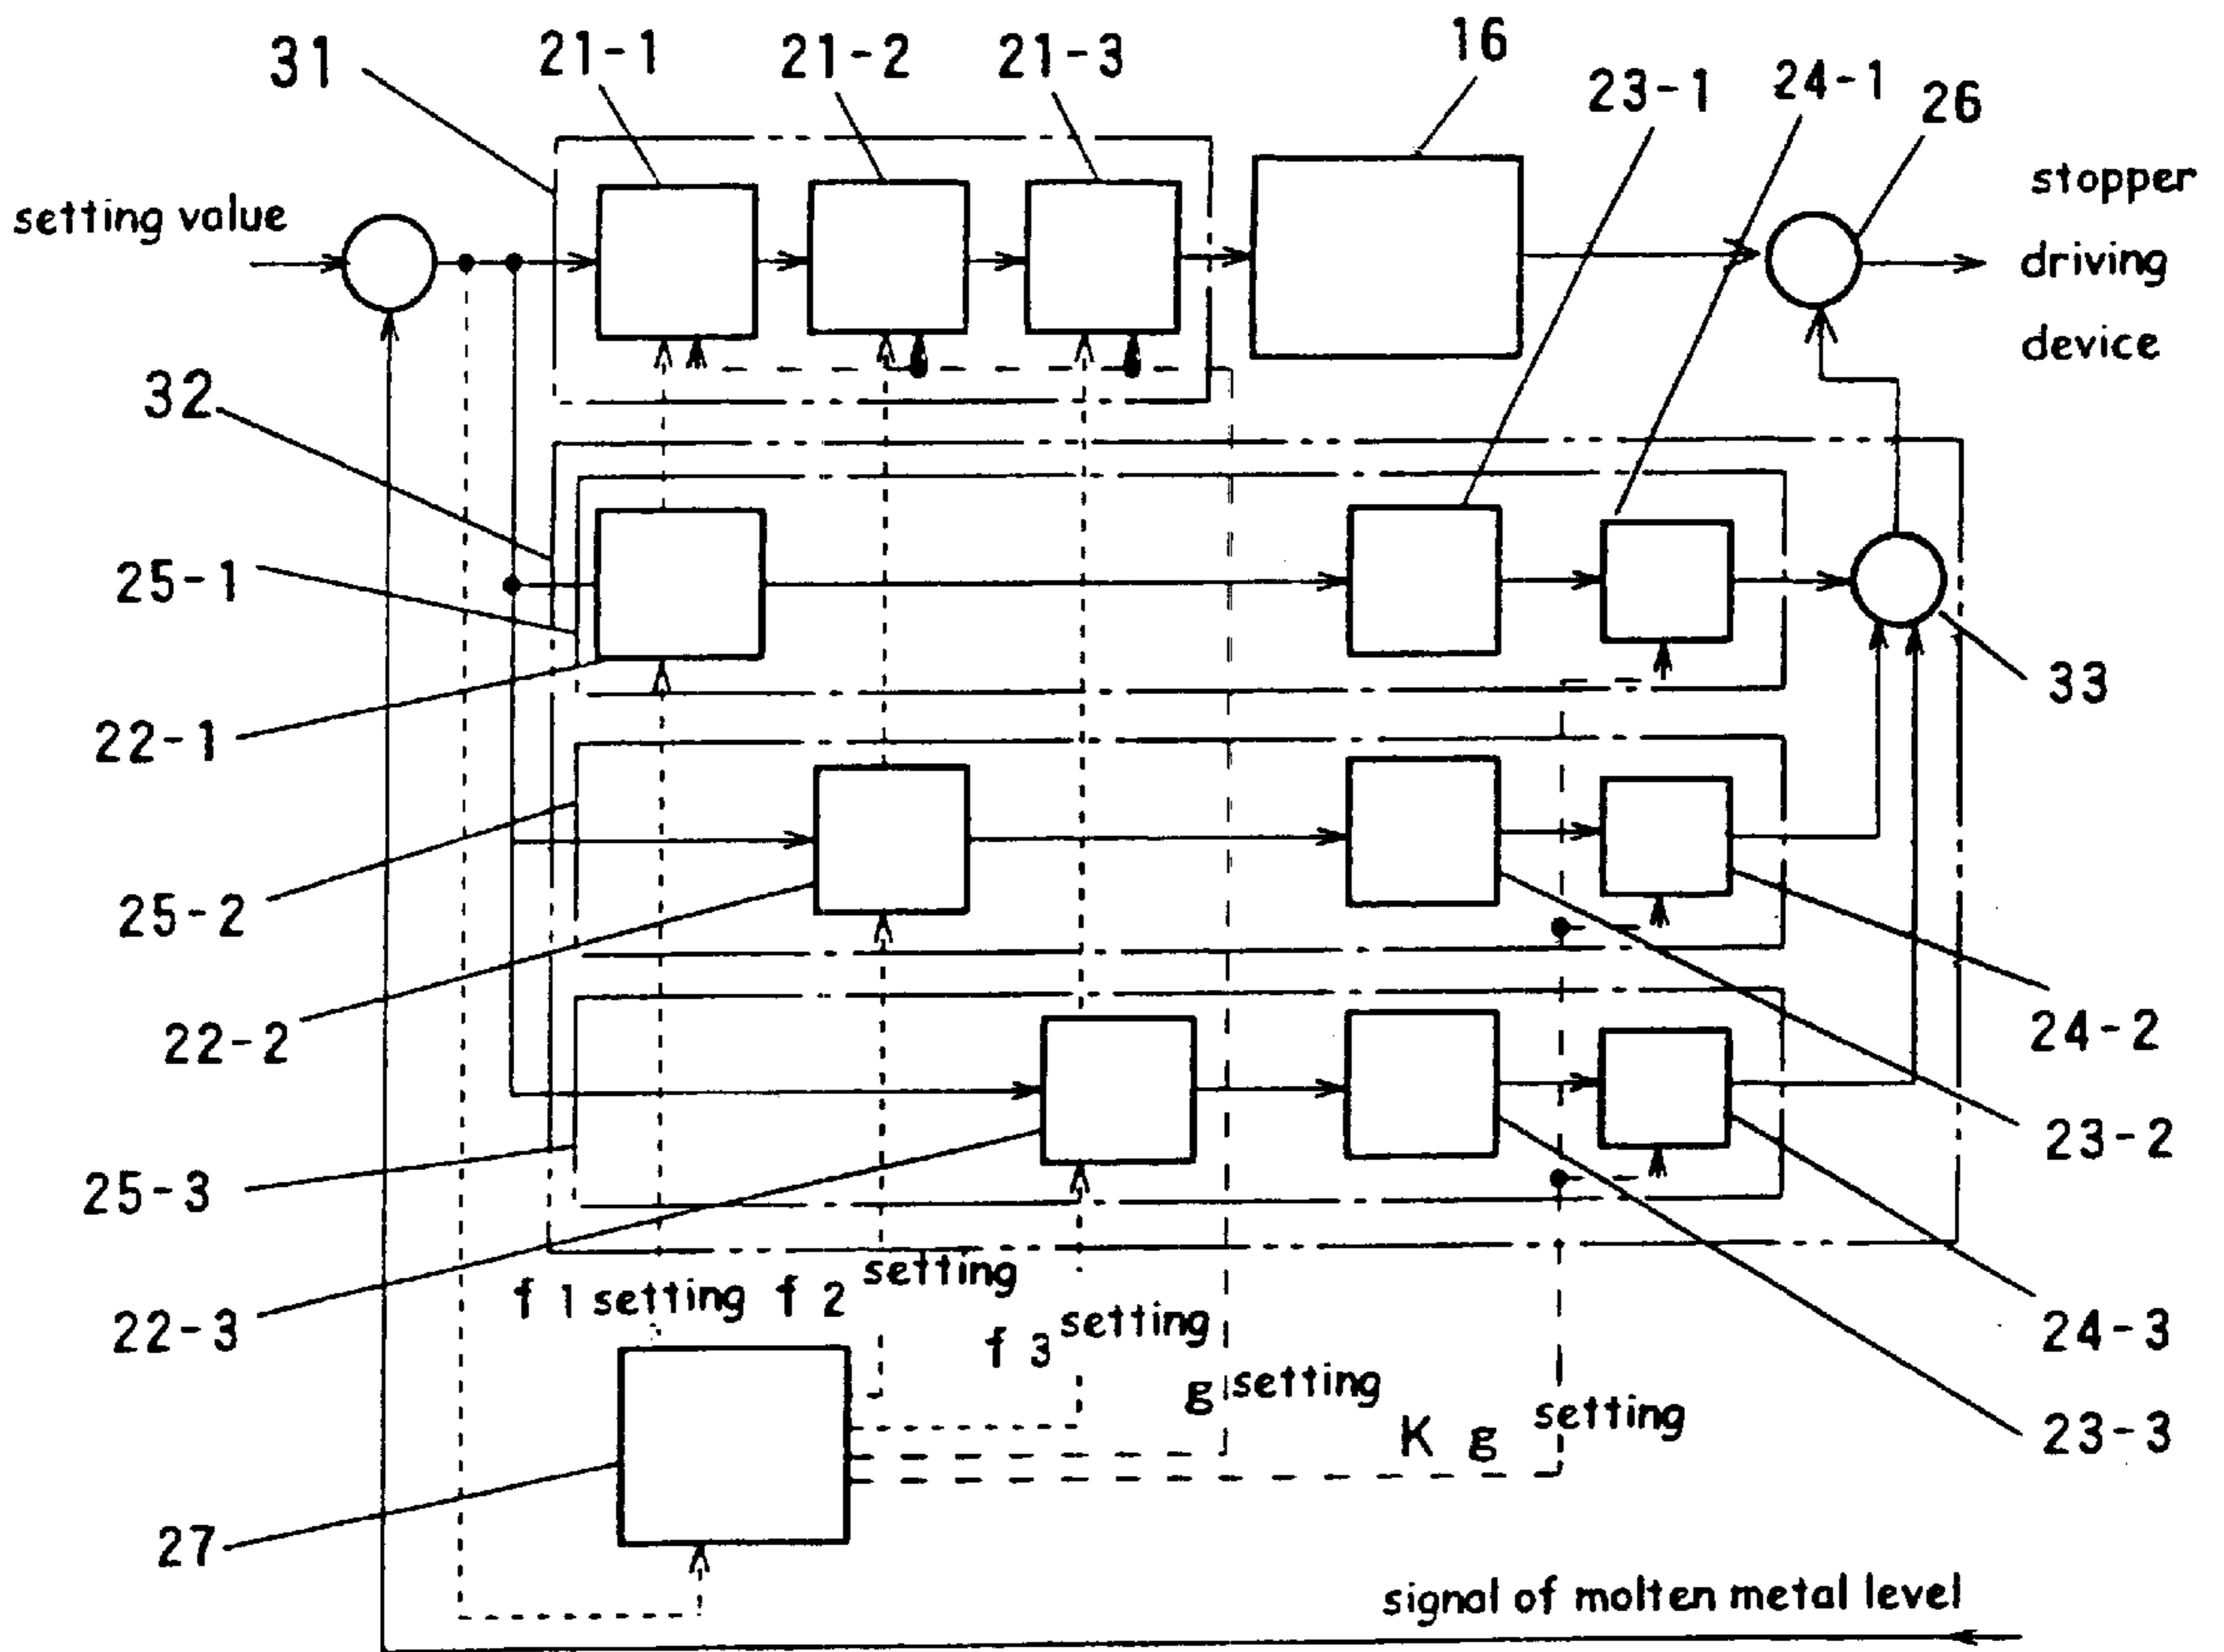 31
21-1
21-2
21-3
16
23-1
24-1
26
setting value
stopper
driving
device
32
25-1
22-1
33
25-2
22-2
24-2
23-2
25-3
22-3
24-3
23-3
f 1 setting
f 2 setting
f 3 setting
g setting
K g setting
27
signal of molten metal level